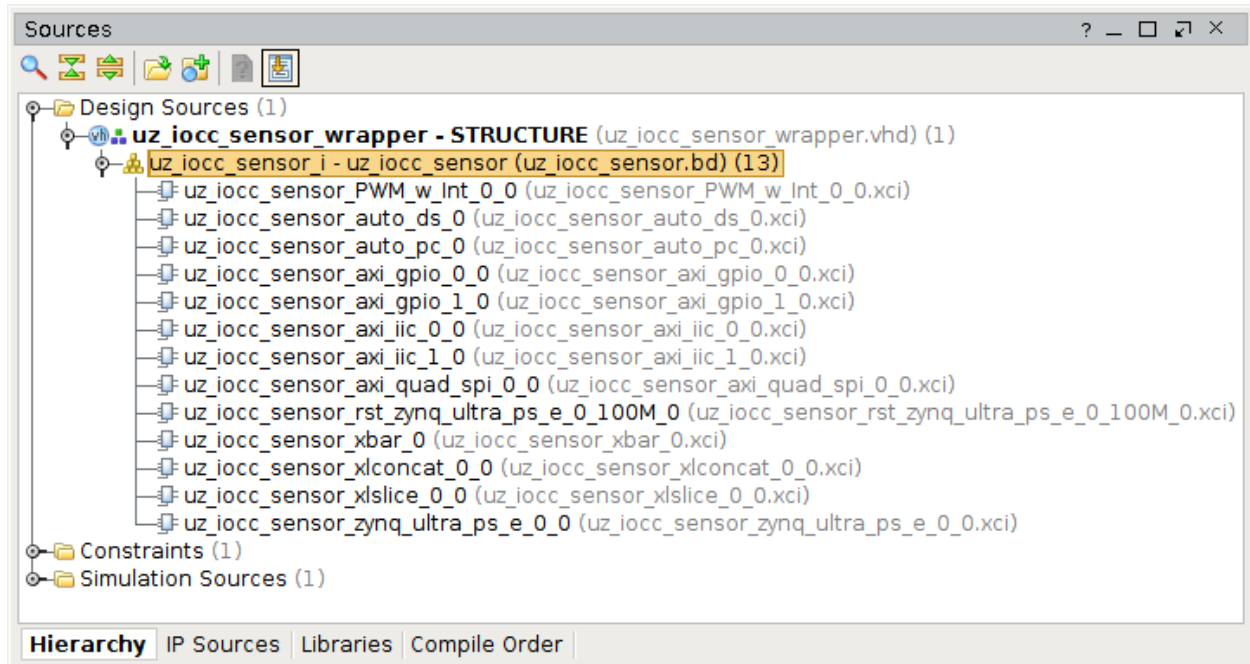 Sources
Design Sources (1)
uz_iocc_sensor_wrapper - STRUCTURE (uz_iocc_sensor_wrapper.vhd) (1)
uz_iocc_sensor_i - uz_iocc_sensor (uz_iocc_sensor.bd) (13)
uz_iocc_sensor_PWM_w_Int_0_0 (uz_iocc_sensor_PWM_w_Int_0_0.xci)
uz_iocc_sensor_auto_ds_0 (uz_iocc_sensor_auto_ds_0.xci)
uz_iocc_sensor_auto_pc_0 (uz_iocc_sensor_auto_pc_0.xci)
uz_iocc_sensor_axi_gpio_0_0 (uz_iocc_sensor_axi_gpio_0_0.xci)
uz_iocc_sensor_axi_gpio_1_0 (uz_iocc_sensor_axi_gpio_1_0.xci)
uz_iocc_sensor_axi_iic_0_0 (uz_iocc_sensor_axi_iic_0_0.xci)
uz_iocc_sensor_axi_iic_1_0 (uz_iocc_sensor_axi_iic_1_0.xci)
uz_iocc_sensor_axi_quad_spi_0_0 (uz_iocc_sensor_axi_quad_spi_0_0.xci)
uz_iocc_sensor_rst_zynq_ultra_ps_e_0_100M_0 (uz_iocc_sensor_rst_zynq_ultra_ps_e_0_100M_0.xci)
uz_iocc_sensor_xbar_0 (uz_iocc_sensor_xbar_0.xci)
uz_iocc_sensor_xlconcat_0_0 (uz_iocc_sensor_xlconcat_0_0.xci)
uz_iocc_sensor_xlslice_0_0 (uz_iocc_sensor_xlslice_0_0.xci)
uz_iocc_sensor_zynq_ultra_ps_e_0_0 (uz_iocc_sensor_zynq_ultra_ps_e_0_0.xci)
Constraints (1)
Simulation Sources (1)
Hierarchy IP Sources Libraries Compile Order